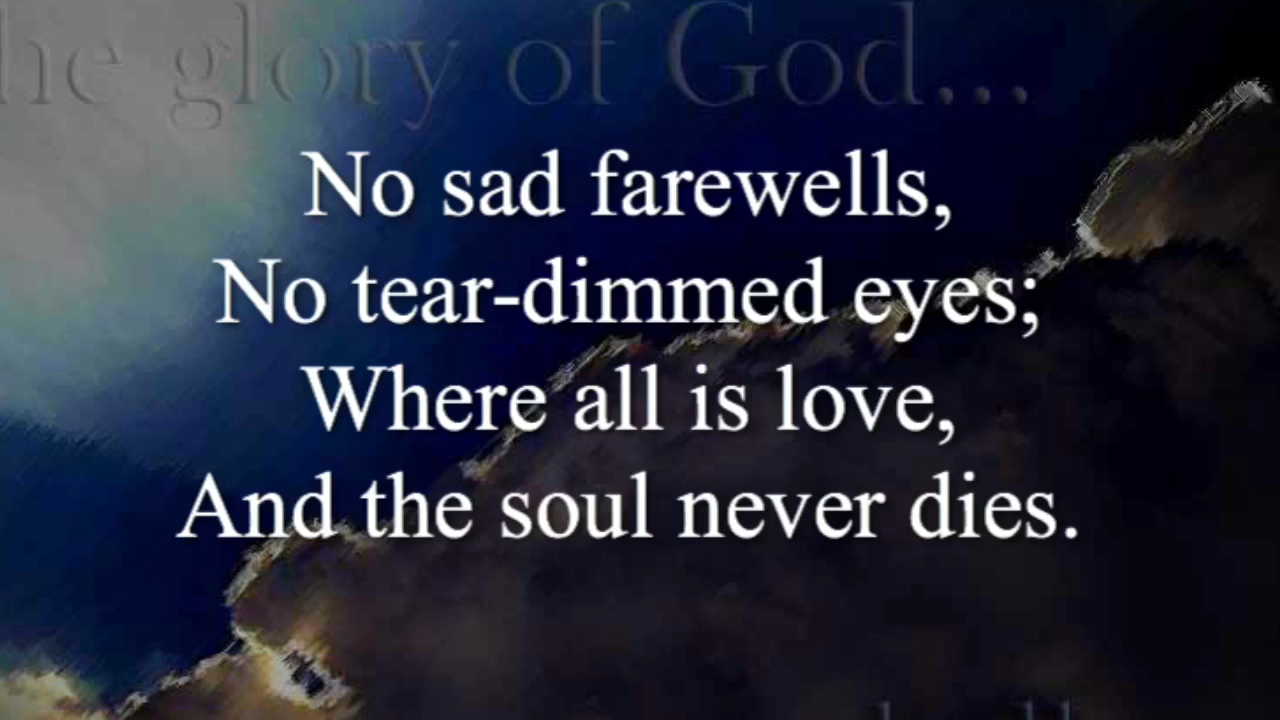 he glory of God...
No sad farewells,
No tear-dimmed eyes;
Where all is love,
And the soul never dies.